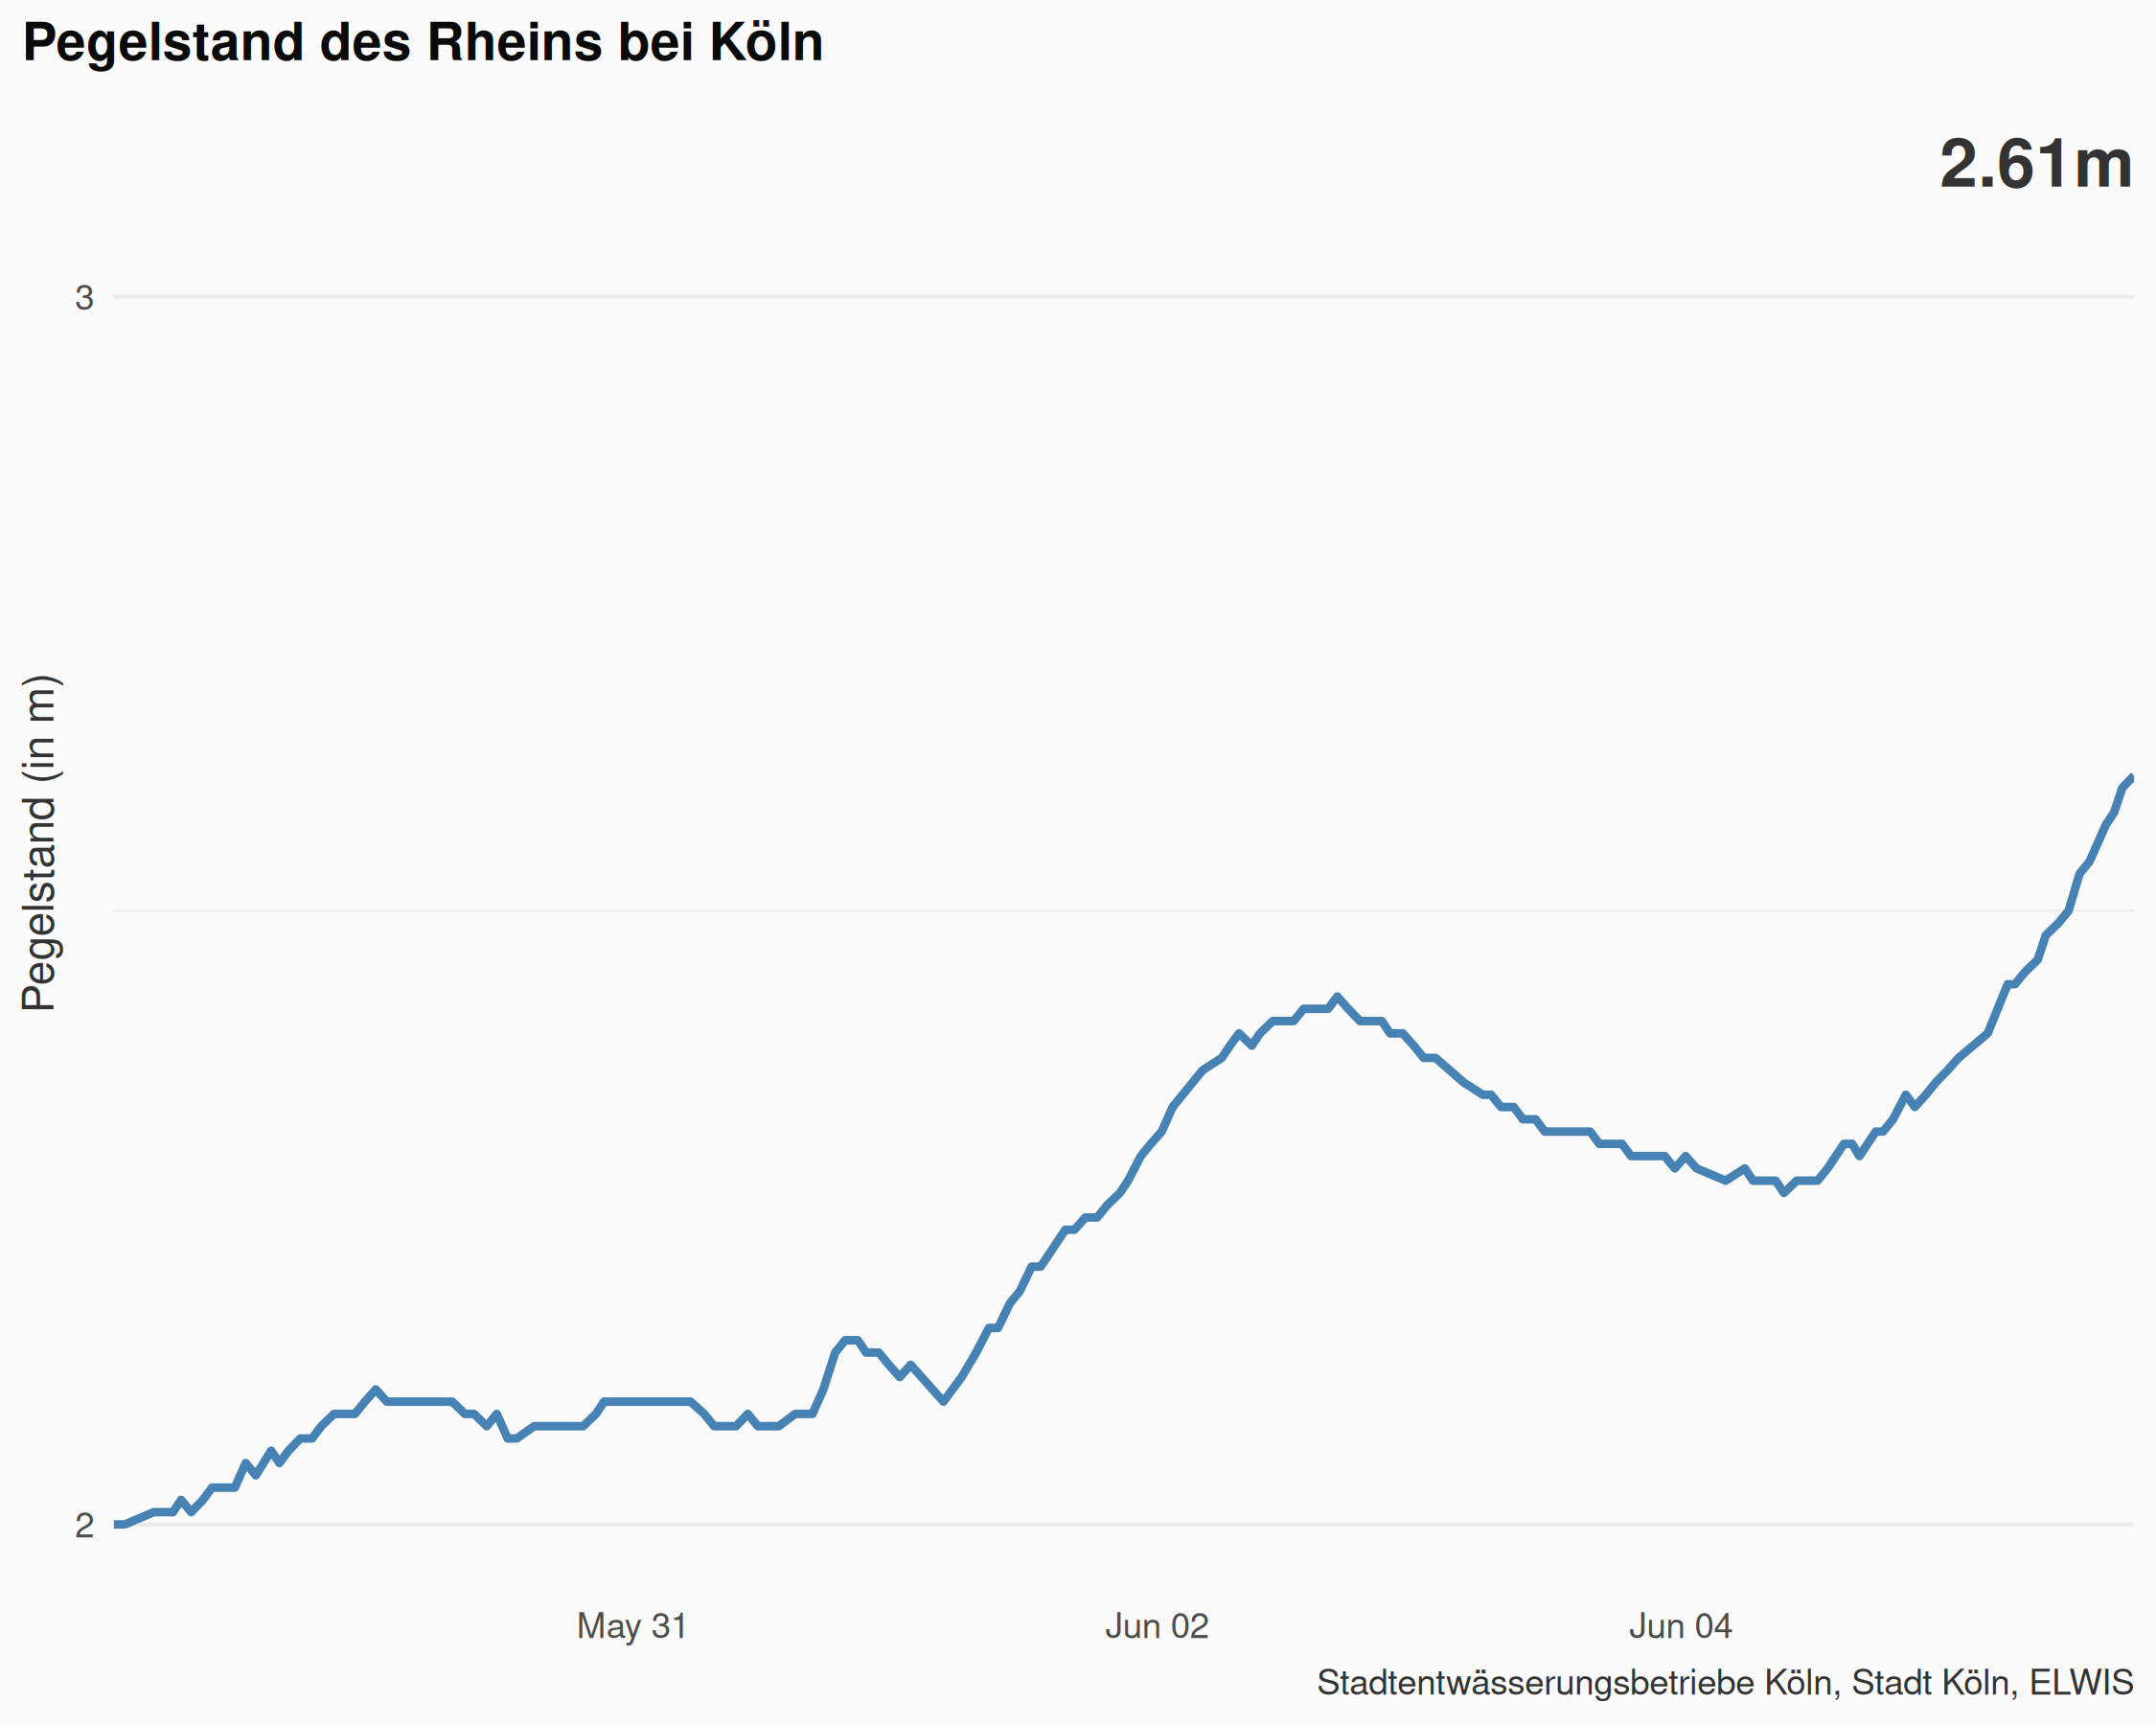 Pegelstand des Rheins bei Köln
2.61m
Pegelstand (in m)
3
2
May 31
Jun 02
Jun 04
Stadtentwässerungsbetriebe Köln, Stadt Köln, ELWIS